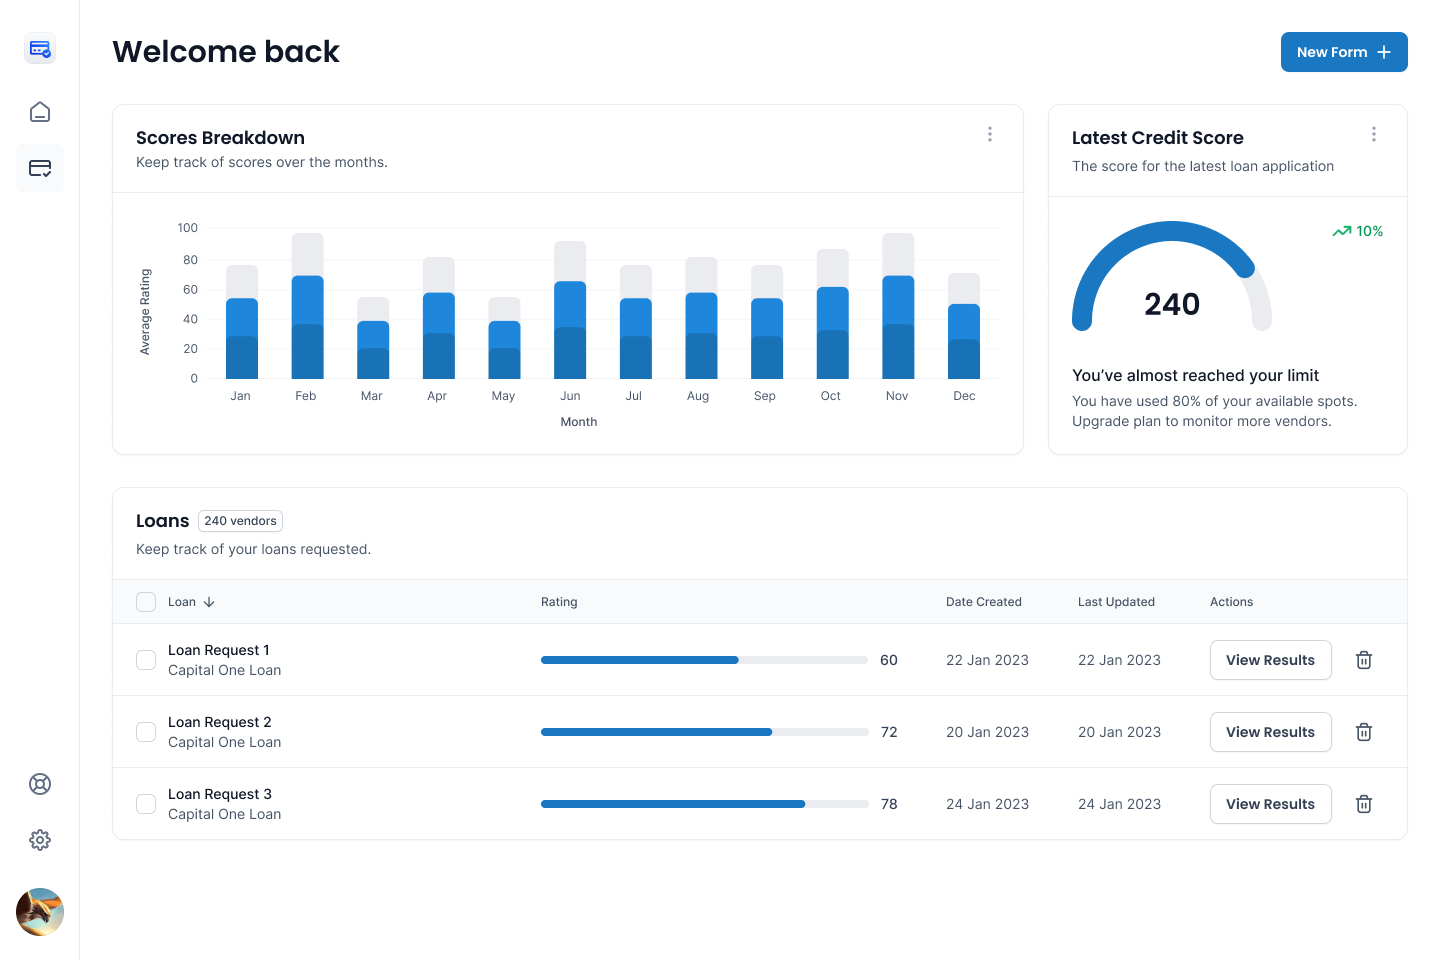 Welcome back
New Form
Scores Breakdown
Keep track of scores over the months.
100
80
60
40
20
0
Average Rating
Jan Feb Mar Apr May Jun Jul Aug Sep Oct Nov Dec
Month
Latest Credit Score
The score for the latest loan application
10%
240
You’ve almost reached your limit
You have used 80% of your available spots.
Upgrade plan to monitor more vendors.
Loans 240 vendors
Keep track of your loans requested.
Loan Rating Date Created Last Updated Actions
Loan Request 1
Capital One Loan
60 22 Jan 2023 22 Jan 2023 View Results
Loan Request 2
Capital One Loan
72 20 Jan 2023 20 Jan 2023 View Results
Loan Request 3
Capital One Loan
78 24 Jan 2023 24 Jan 2023 View Results